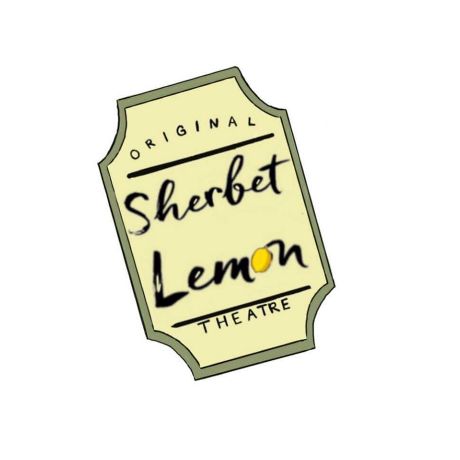 ORIGINAL
Sherbet
Lemon
THEATRE